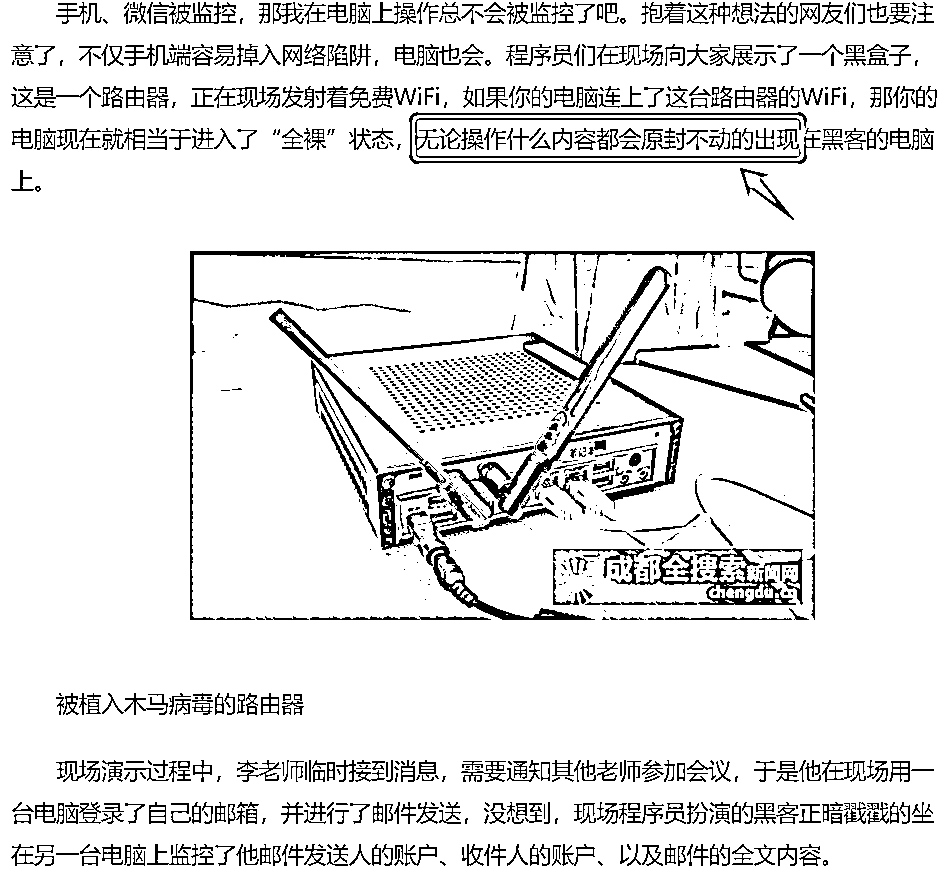 手机、微信被监控，那我在电脑上操作总不会被监控了吧。抱着这种想法的网友们也要注
意了，不仅手机端容易掉入网络陷阱，电脑也会。程序员们在现场向大家展示了一个黑盒子，
这是一个路由器，正在现场发射着免费WiFi，如果你的电脑连上了这台路由器的WiFi，那你的
电脑现在就相当于进入了“全裸”状态，无论操作什么内容都会原封不动的出现在黑客的电脑
上。
成都全搜索新闻网
chengdu.cn
被植入木马病毒的路由器
现场演示过程中，李老师临时接到消息，需要通知其他老师参加会议，于是他在现场用一
台电脑登录了自己的邮箱，并进行了邮件发送，没想到，现场程序员扮演的黑客正暗戳戳的坐
在另一台电脑上监控了他邮件发送人的账户、收件人的账户、以及邮件的全文内容。